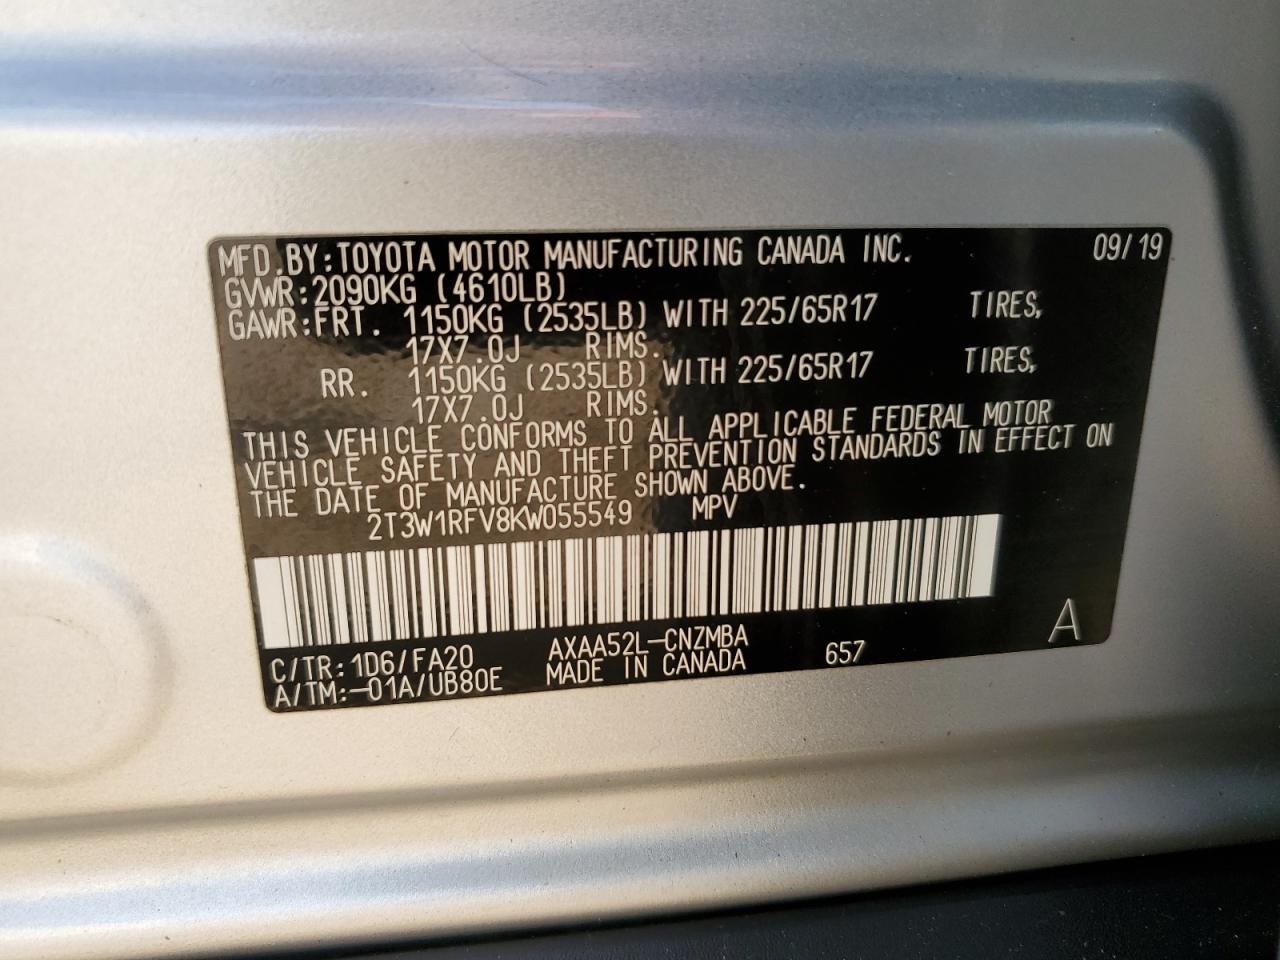 MFD.BY:TOYOTA MOTOR MANUFACTURING CANADA INC. 09/19
GVWR:2090KG (4610LB)
GAWR:FRT. 1150KG (2535LB) WITH 225/65R17 TIRES,
17X7.0J RIMS.
RR. 1150KG (2535LB) WITH 225/65R17 TIRES,
17X7.0J RIMS.
THIS VEHICLE CONFORMS TO ALL APPLICABLE FEDERAL MOTOR
VEHICLE SAFETY AND THEFT PREVENTION STANDARDS IN EFFECT ON
THE DATE OF MANUFACTURE SHOWN ABOVE.
2T3W1RFV8KW055549 MPV
A
C/TR:1D6/FA20 AXAA52L-CNZMBA 657
A/TM:-01A/UB80E MADE IN CANADA